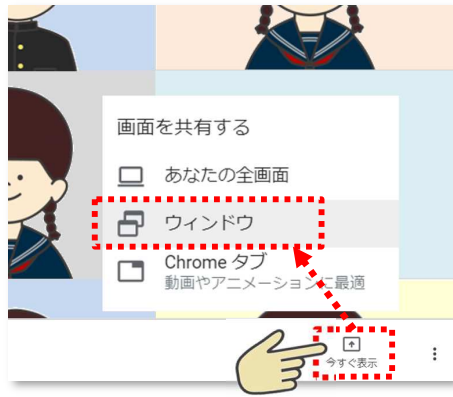 画面を共有する
あなたの全画面
ウィンドウ
Chrome タブ
動画やアニメーションに最適
今すぐ表示